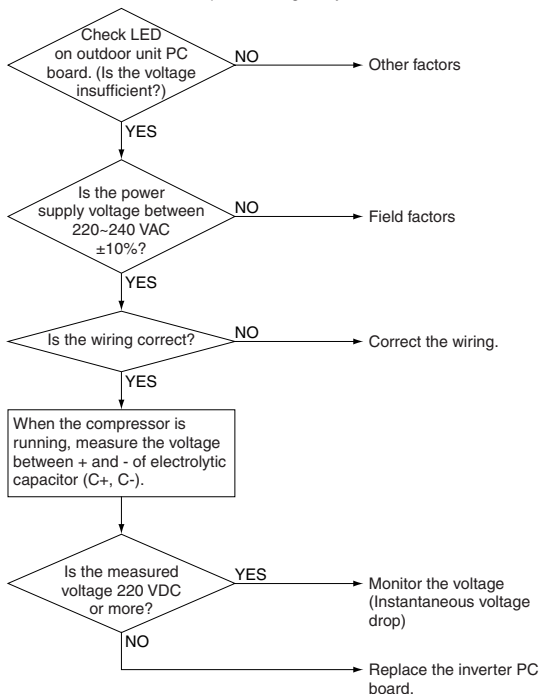 Check LED
on outdoor unit PC
board. (Is the voltage
insufficient?)
NO
Other factors
YES
Is the power
supply voltage between
220~240 VAC
±10%?
NO
Field factors
YES
Is the wiring correct?
NO
Correct the wiring.
YES
When the compressor is
running, measure the voltage
between + and - of electrolytic
capacitor (C+, C-).
Is the measured
voltage 220 VDC
or more?
YES
Monitor the voltage
(Instantaneous voltage
drop)
NO
Replace the inverter PC
board.